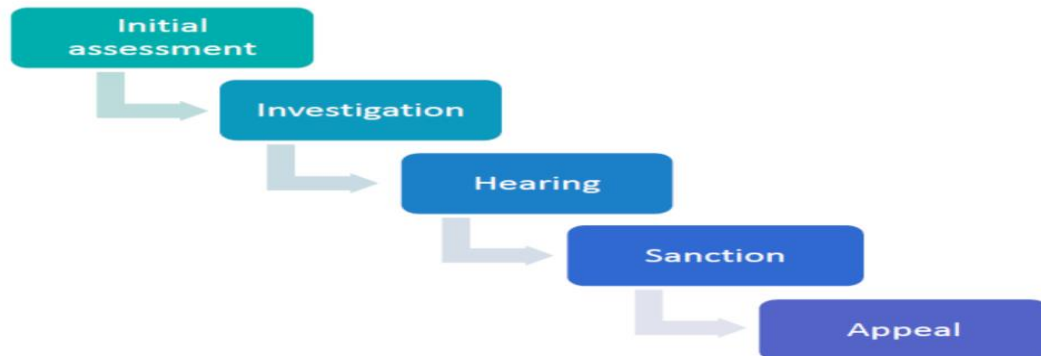 Initial
assessment
Investigation
Hearing
Sanction
Appeal